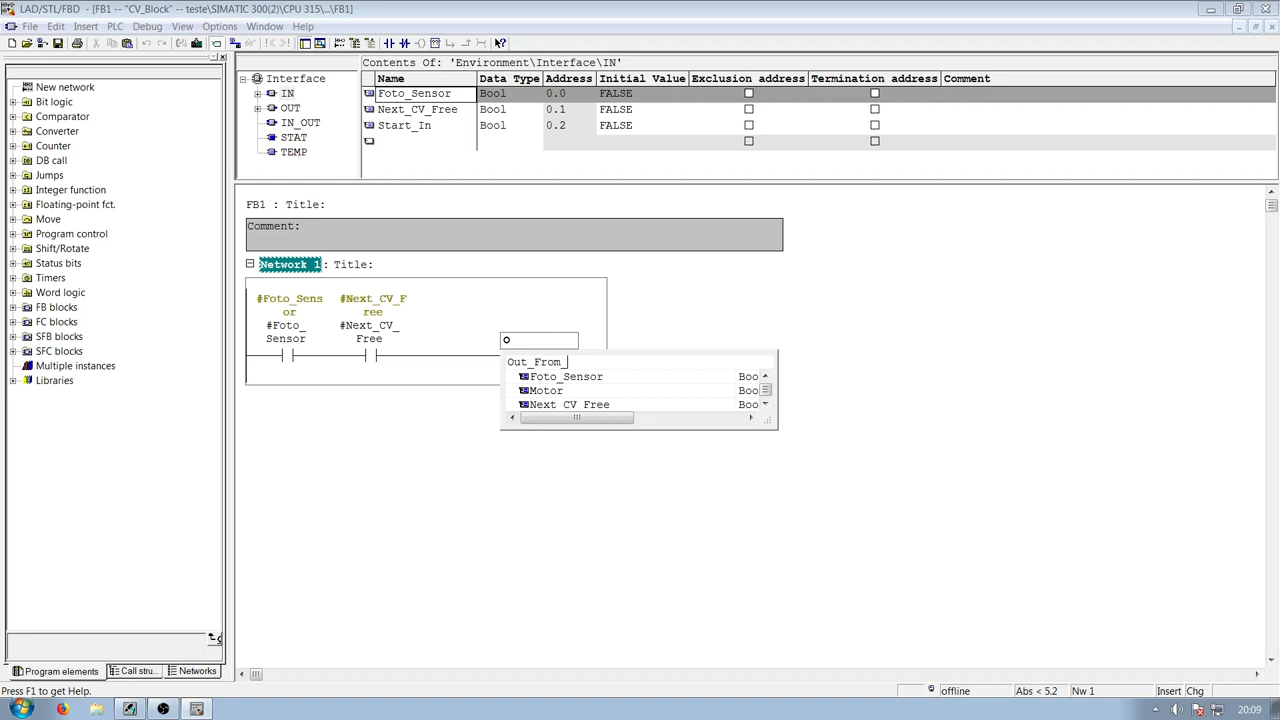 LAD/STL/FBD - [FB1 -- "CV_Block" -- teste\SIMATIC 300(2)\CPU 315\...\FB1]
File Edit Insert PLC Debug View Options Window Help
New network
Bit logic
Comparator
Converter
Counter
DB call
Jumps
Integer function
Floating-point fct.
Move
Program control
Shift/Rotate
Status bits
Timers
Word logic
FB blocks
FC blocks
SFB blocks
SFC blocks
Multiple instances
Libraries
Program elements Call stru... Networks
Interface
IN
OUT
IN_OUT
STAT
TEMP
Contents Of: 'Environment\Interface\IN'
Name Data Type Address Initial Value Exclusion address Termination address Comment
Foto_Sensor Bool 0.0 FALSE
Next_CV_Free Bool 0.1 FALSE
Start_In Bool 0.2 FALSE
FB1 : Title:
Comment:
Network 1: Title:
#Foto_Sens #Next_CV_F
or ree
#Foto_ #Next_CV_
Sensor Free
o
Out_From_
Foto_Sensor Boo
Motor Boo
Next_CV_Free Boo
Press F1 to get Help. offline Abs < 5.2 Nw 1 Insert Chg
20:09